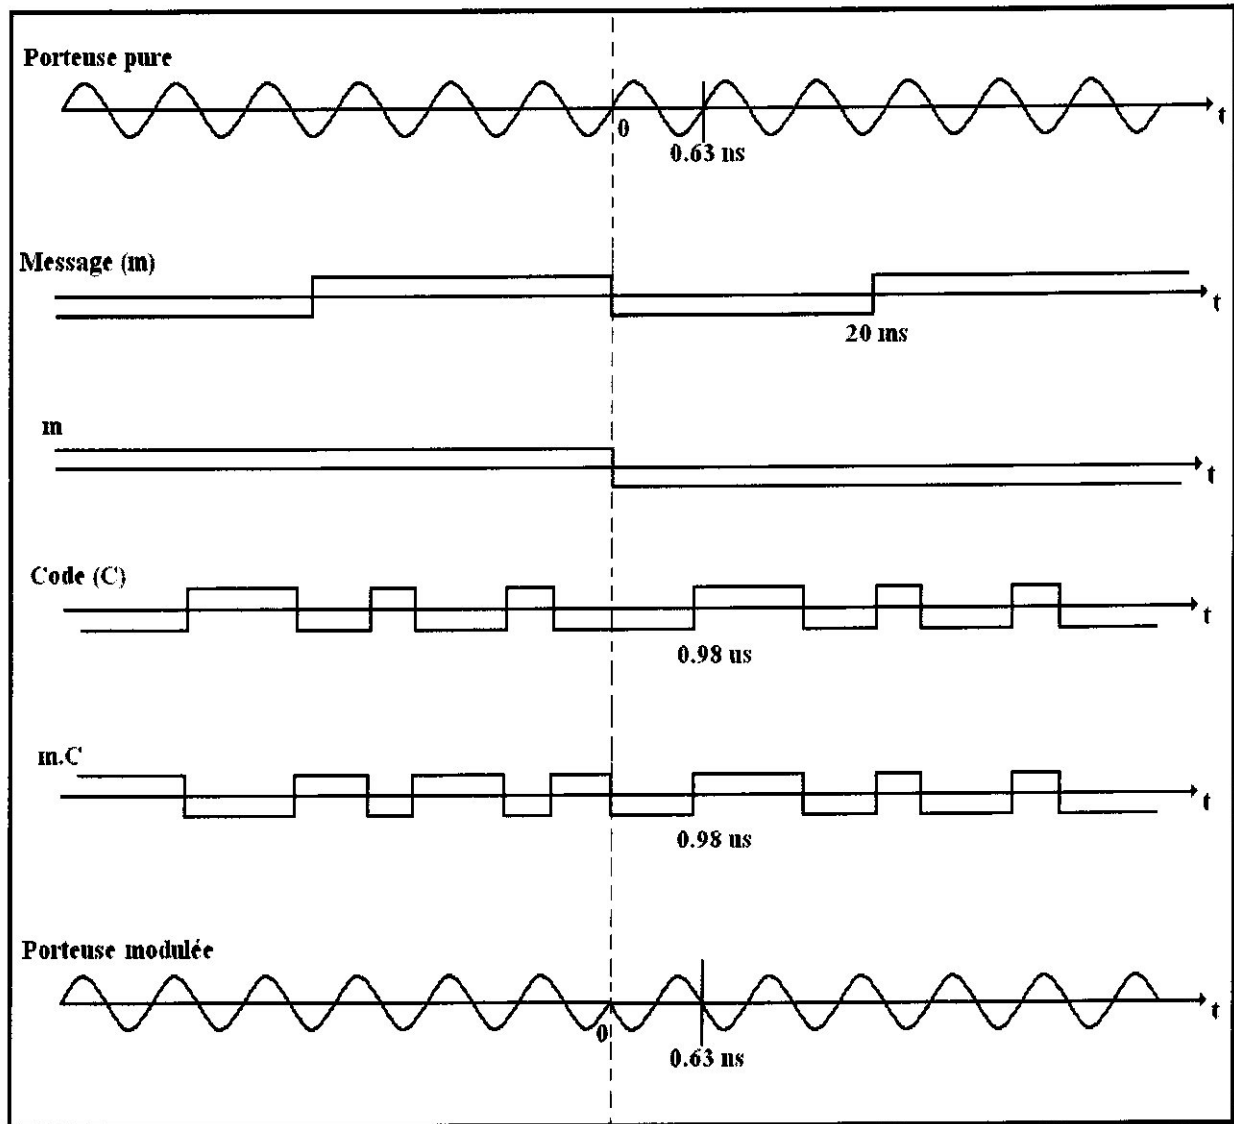 Porteuse pure
t
0
0.63 ns
Message (m)
t
20 ms
m
t
Code (C)
t
0.98 us
m.C
t
0.98 us
Porteuse modulée
t
0
0.63 ns